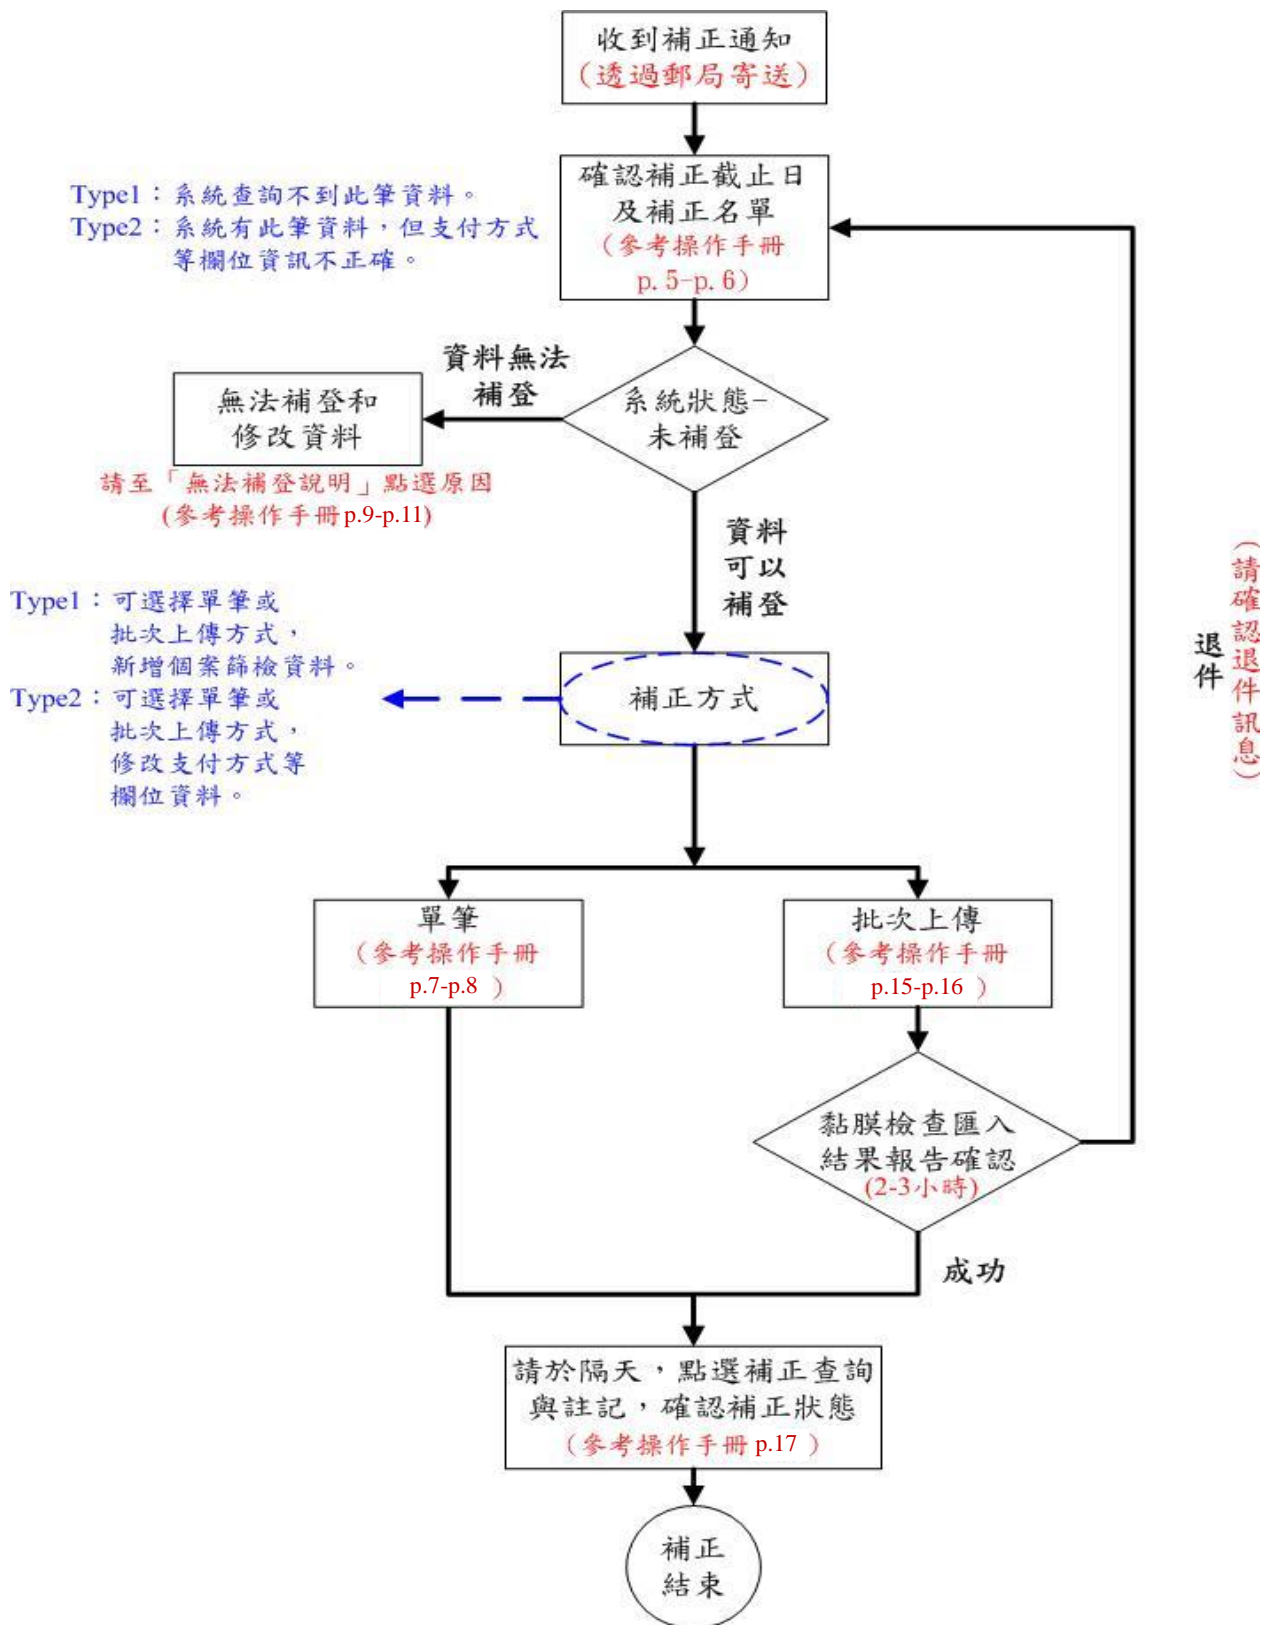 收到補正通知
（透過郵局寄送）
確認補正截止日
及補正名單
（參考操作手冊
p.5-p.6）
Type1：系統查詢不到此筆資料。
Type2：系統有此筆資料，但支付方式
等欄位資訊不正確。
系統狀態-
未補登
資料無法
補登
無法補登和
修改資料
請至「無法補登說明」點選原因
(參考操作手冊p.9-p.11)
資料
可以
補登
補正方式
Type1：可選擇單筆或
批次上傳方式，
新增個案篩檢資料。
Type2：可選擇單筆或
批次上傳方式，
修改支付方式等
欄位資料。
單筆
（參考操作手冊
p.7-p.8 ）
批次上傳
（參考操作手冊
p.15-p.16 ）
黏膜檢查匯入
結果報告確認
(2-3小時)
退件
（請確認退件訊息）
成功
請於隔天，點選補正查詢
與註記，確認補正狀態
（參考操作手冊 p.17 ）
補正
結束